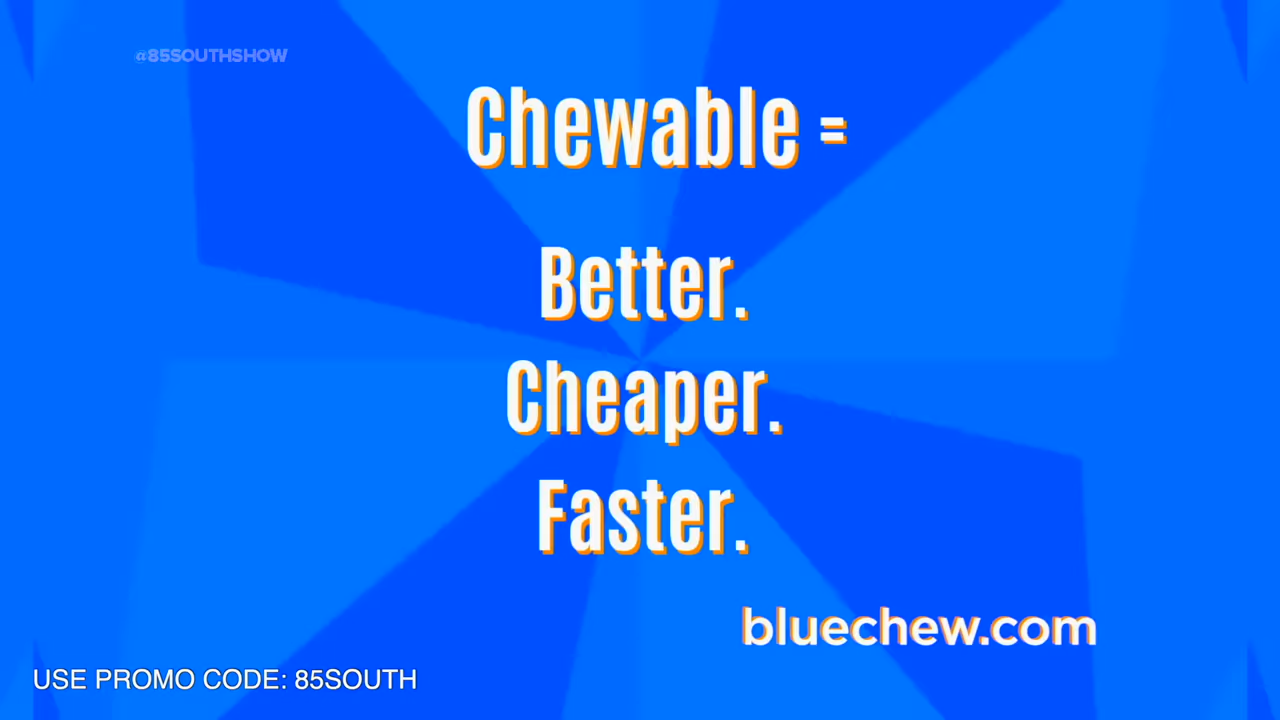 @85SOUTHSHOW
Chewable =
Better.
Cheaper.
Faster.
bluechew.com
USE PROMO CODE: 85SOUTH